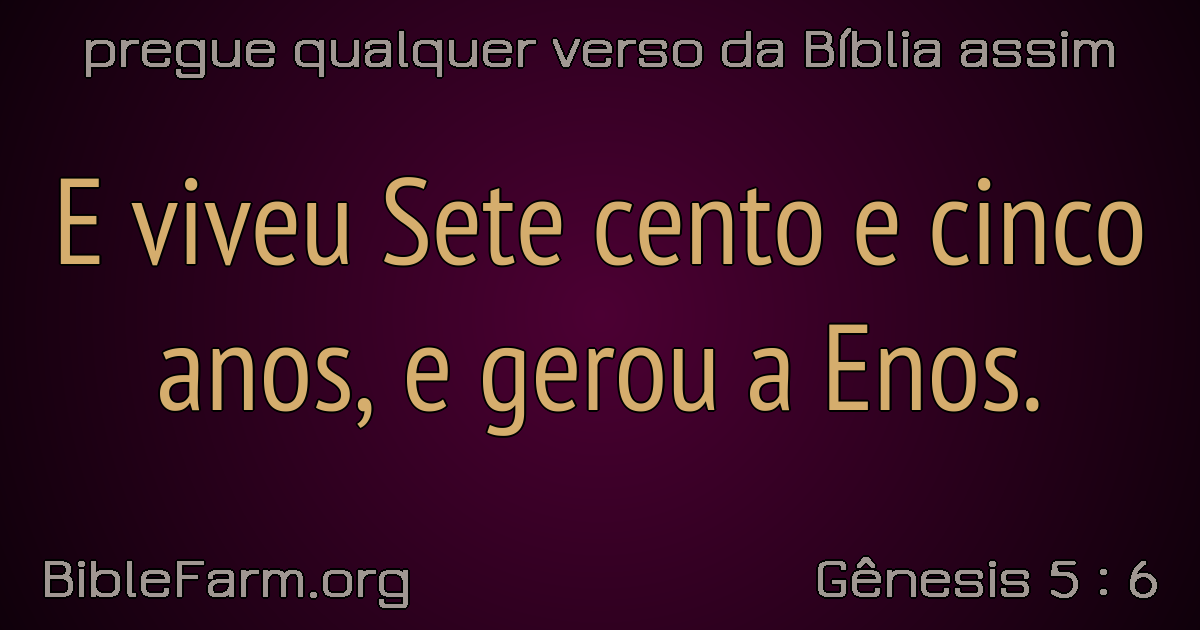 pregue qualquer verso da Bíblia assim
E viveu Sete cento e cinco
anos, e gerou a Enos.
BibleFarm.org
Gênesis 5 : 6